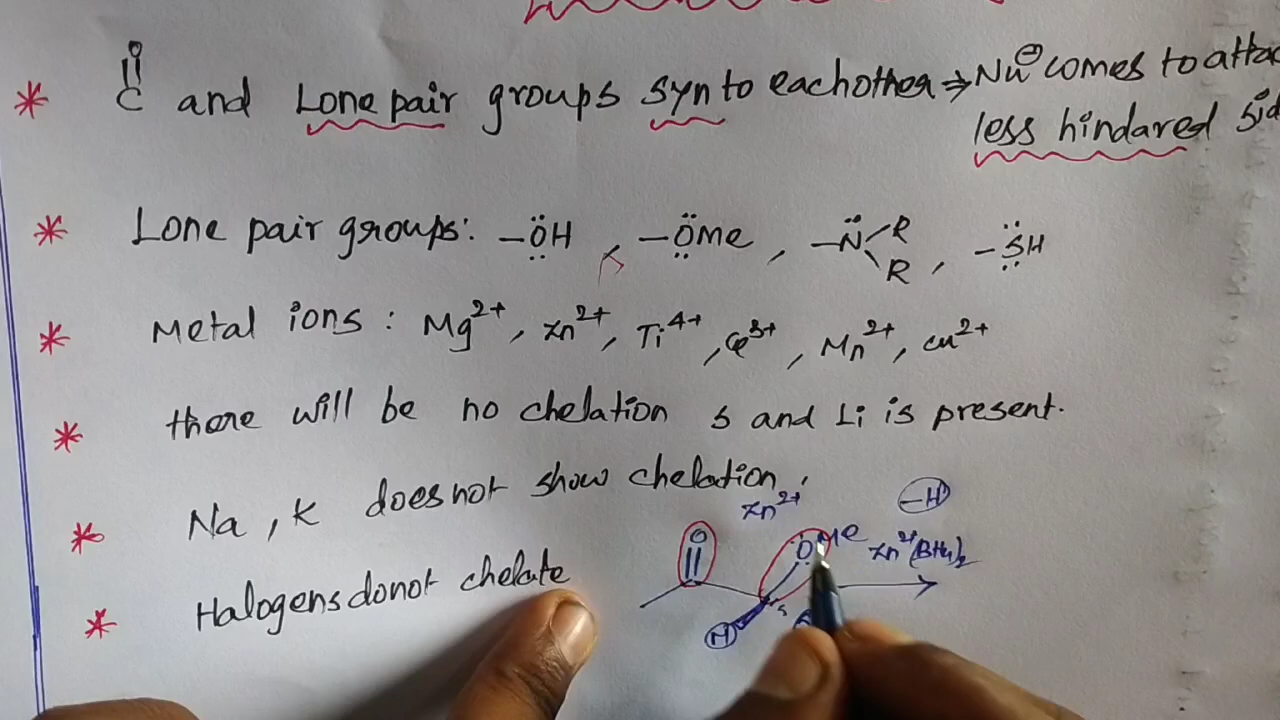 * O
|| C and Lone pair groups syn to eachother ⇒ Nu⊖ comes to attac
less hindared sid
* Lone pair groups: –ÖH, –ÖMe, –N R R, –SH
* Metal ions : Mg2+, Zn2+, Ti4+, Ce3+, Mn2+, Cu2+
* there will be no chelation s and Li is present.
* Na, K does not show chelation,
* Halogens donot chelate
Zn2+ –H
O OMe Zn2+(BH4)2
H s